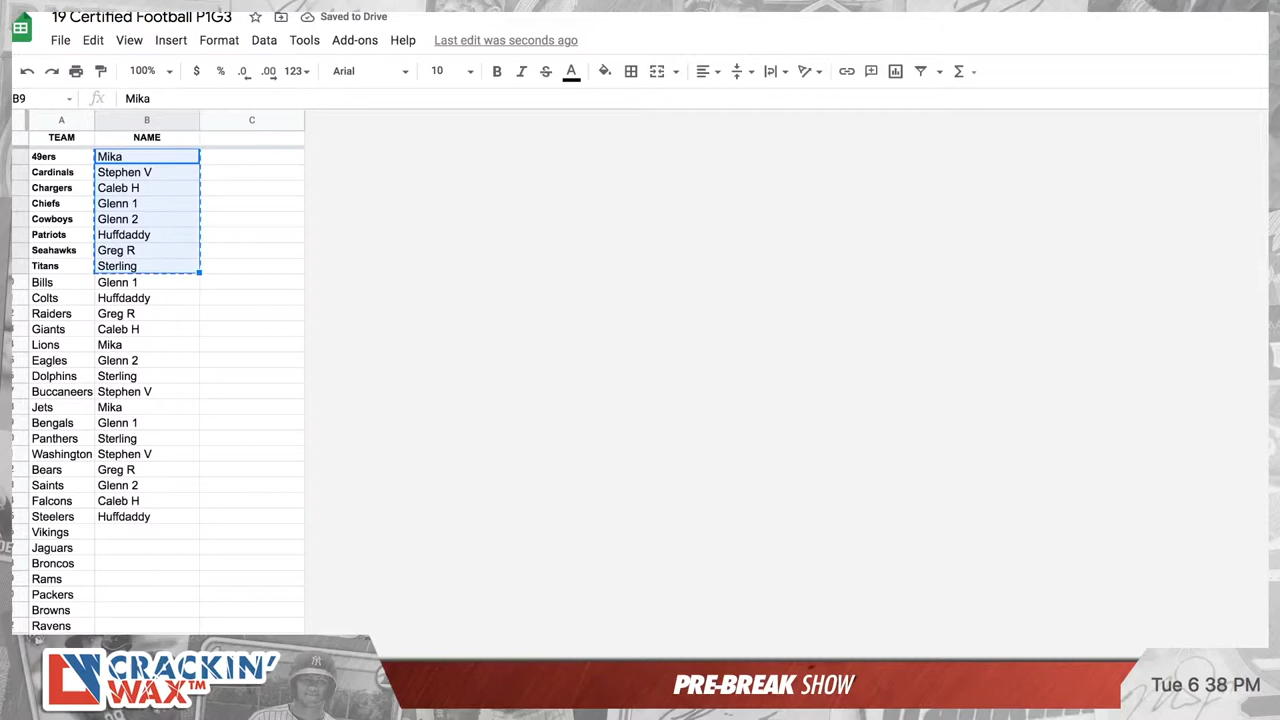 19 Certified Football P1G3 Saved to Drive
File Edit View Insert Format Data Tools Add-ons Help Last edit was seconds ago
100% $ % .0 .00 123 Arial 10 B I S A Σ
B9 fx Mika
A B C
TEAM NAME
49ers Mika
Cardinals Stephen V
Chargers Caleb H
Chiefs Glenn 1
Cowboys Glenn 2
Patriots Huffdaddy
Seahawks Greg R
Titans Sterling
Bills Glenn 1
Colts Huffdaddy
Raiders Greg R
Giants Caleb H
Lions Mika
Eagles Glenn 2
Dolphins Sterling
Buccaneers Stephen V
Jets Mika
Bengals Glenn 1
Panthers Sterling
Washington Stephen V
Bears Greg R
Saints Glenn 2
Falcons Caleb H
Steelers Huffdaddy
Vikings
Jaguars
Broncos
Rams
Packers
Browns
Ravens
CRACKIN'
WAX™
PRE-BREAK SHOW
Tue 6 38 PM